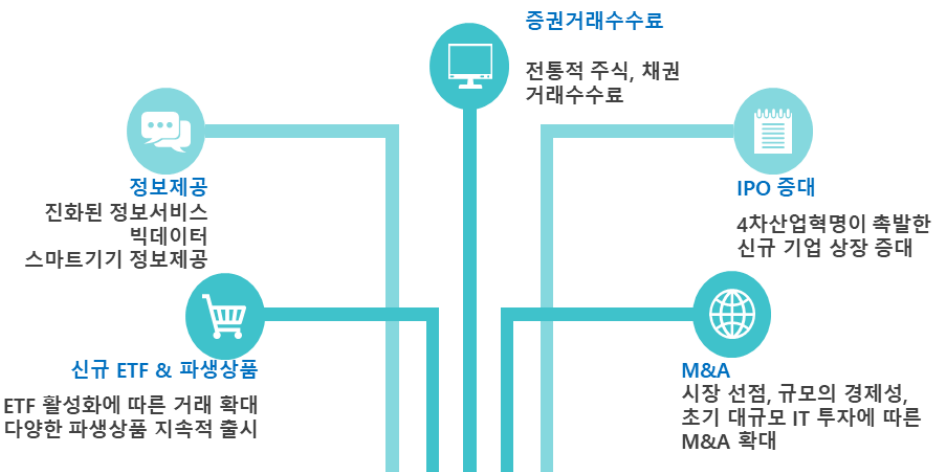 증권거래수수료
전통적 주식, 채권
거래수수료
정보제공
진화된 정보서비스
빅데이터
스마트기기 정보제공
IPO 증대
4차산업혁명이 촉발한
신규 기업 상장 증대
신규 ETF & 파생상품
ETF 활성화에 따른 거래 확대
다양한 파생상품 지속적 출시
M&A
시장 선점, 규모의 경제성,
초기 대규모 IT 투자에 따른
M&A 확대